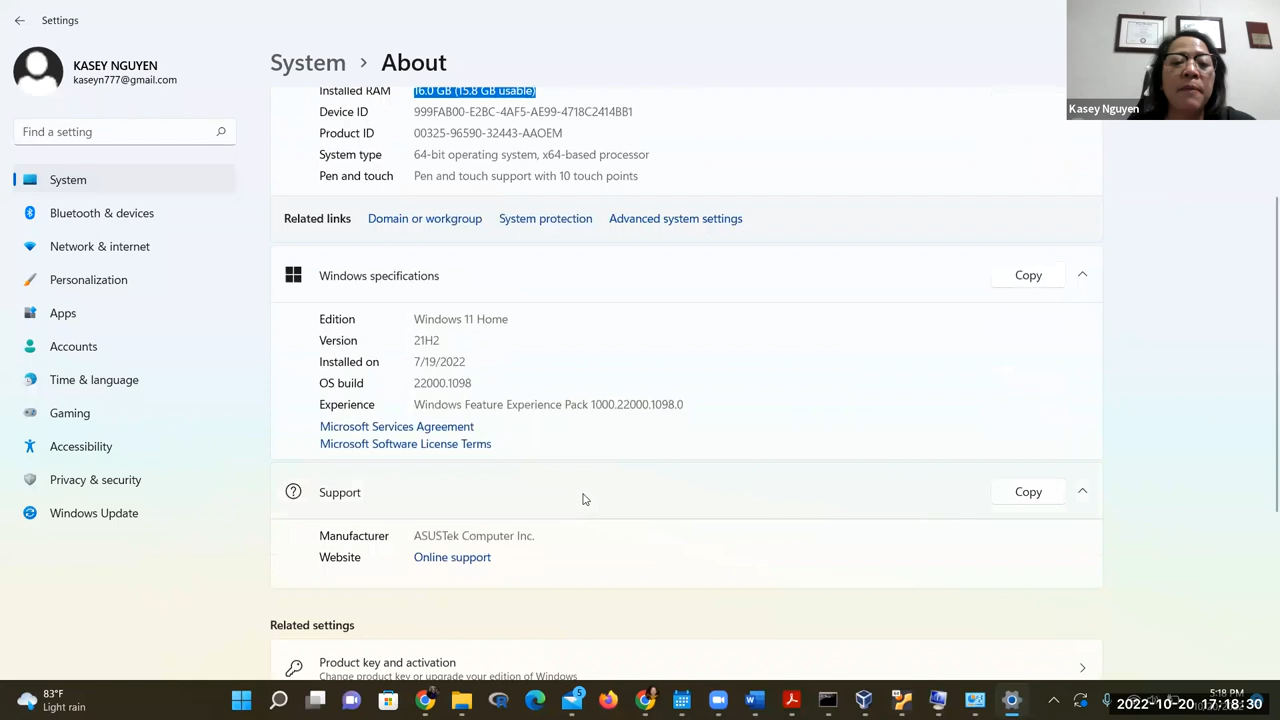 Settings
KASEY NGUYEN
kaseyn777@gmail.com
Find a setting
System
Bluetooth & devices
Network & internet
Personalization
Apps
Accounts
Time & language
Gaming
Accessibility
Privacy & security
Windows Update
System > About
Installed RAM 16.0 GB (15.8 GB usable)
Device ID 999FAB00-E2BC-4AF5-AE99-4718C2414BB1
Product ID 00325-96590-32443-AAOEM
System type 64-bit operating system, x64-based processor
Pen and touch Pen and touch support with 10 touch points
Related links Domain or workgroup System protection Advanced system settings
Windows specifications Copy
Edition Windows 11 Home
Version 21H2
Installed on 7/19/2022
OS build 22000.1098
Experience Windows Feature Experience Pack 1000.22000.1098.0
Microsoft Services Agreement
Microsoft Software License Terms
Support Copy
Manufacturer ASUSTek Computer Inc.
Website Online support
Related settings
Product key and activation
Change product key or upgrade your edition of Windows
Kasey Nguyen
83°F
Light rain
5
5:18 PM
2022-10-20 17:18:30